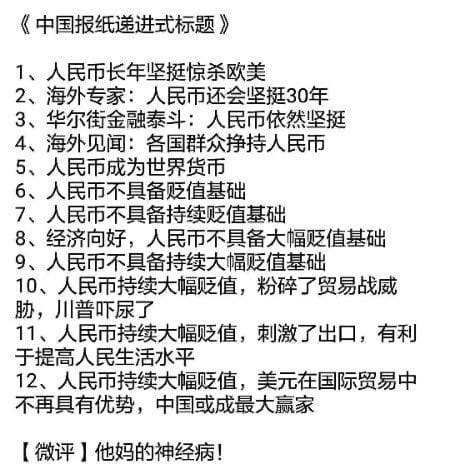 《中国报纸递进式标题》
1、人民币长年坚挺惊杀欧美
2、海外专家：人民币还会坚挺30年
3、华尔街金融泰斗：人民币依然坚挺
4、海外见闻：各国群众挣持人民币
5、人民币成为世界货币
6、人民币不具备贬值基础
7、人民币不具备持续贬值基础
8、经济向好，人民币不具备大幅贬值基础
9、人民币不具备持续大幅贬值基础
10、人民币持续大幅贬值，粉碎了贸易战威
胁，川普吓尿了
11、人民币持续大幅贬值，刺激了出口，有利
于提高人民生活水平
12、人民币持续大幅贬值，美元在国际贸易中
不再具有优势，中国或成最大赢家
【微评】他妈的神经病！